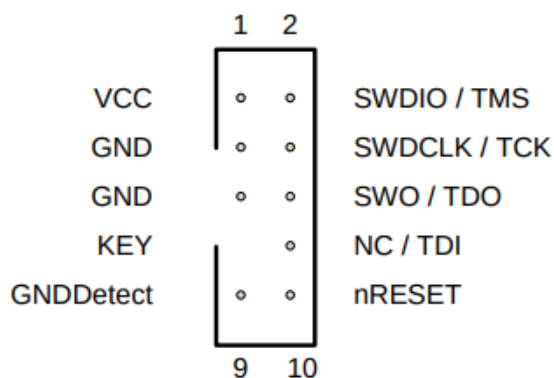 1 2
VCC SWDIO / TMS
GND SWDCLK / TCK
GND SWO / TDO
KEY NC / TDI
GNDDetect nRESET
9 10